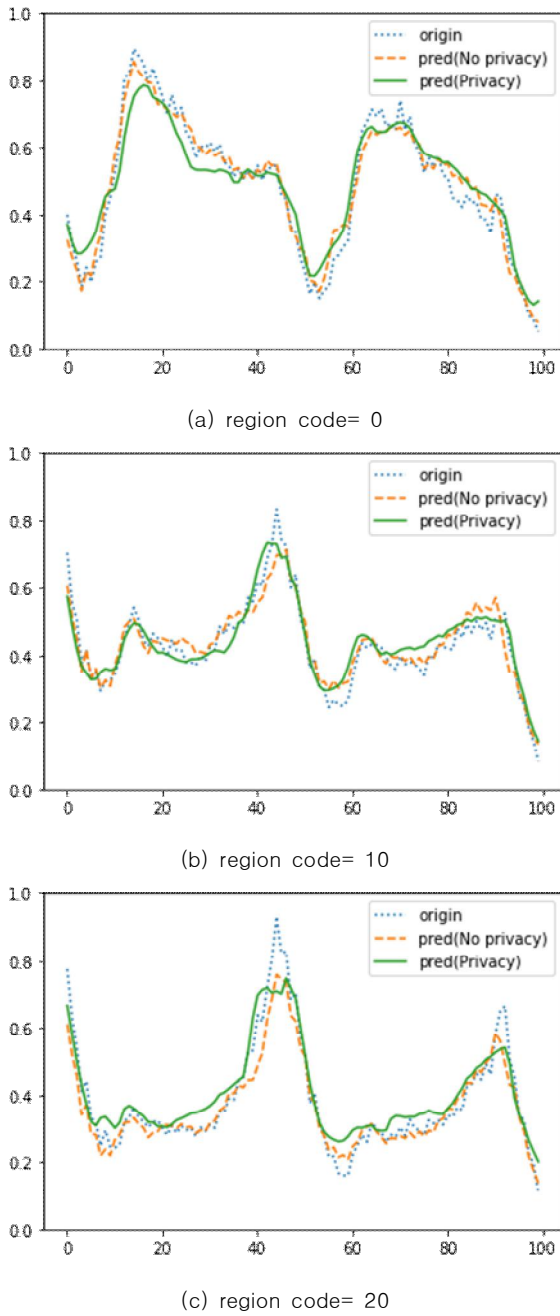 1.0
0.8
0.6
0.4
0.2
0.0
origin
pred(No privacy)
pred(Privacy)
0 20 40 60 80 100
(a) region code= 0
1.0
0.8
0.6
0.4
0.2
0.0
origin
pred(No privacy)
pred(Privacy)
0 20 40 60 80 100
(b) region code= 10
1.0
0.8
0.6
0.4
0.2
0.0
origin
pred(No privacy)
pred(Privacy)
0 20 40 60 80 100
(c) region code= 20